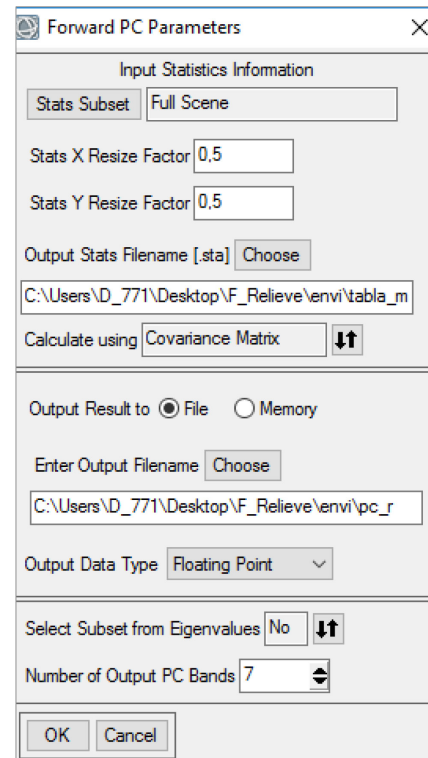 Forward PC Parameters
Input Statistics Information
Stats Subset Full Scene
Stats X Resize Factor 0,5
Stats Y Resize Factor 0,5
Output Stats Filename [.sta] Choose
C:\Users\D_771\Desktop\F_Relieve\envi\tabla_m
Calculate using Covariance Matrix
Output Result to File Memory
Enter Output Filename Choose
C:\Users\D_771\Desktop\F_Relieve\envi\pc_r
Output Data Type Floating Point
Select Subset from Eigenvalues No
Number of Output PC Bands 7
OK Cancel